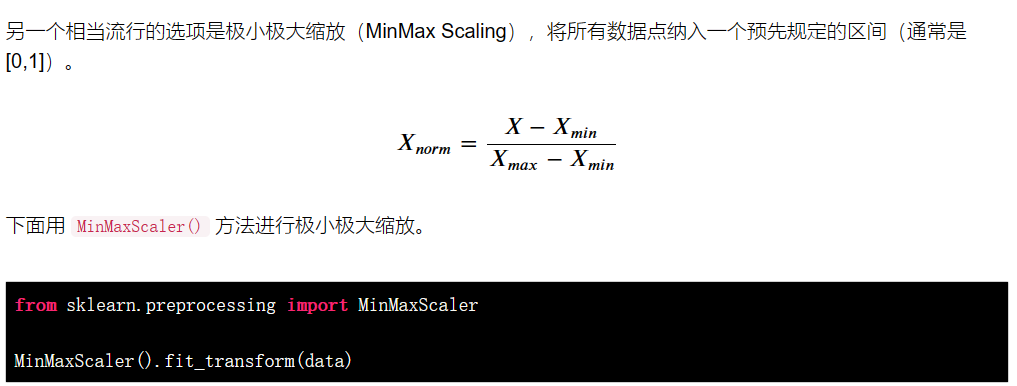 另一个相当流行的选项是极小极大缩放（MinMax Scaling），将所有数据点纳入一个预先规定的区间（通常是
[0,1]）。
X_{norm} = \frac{X - X_{min}}{X_{max} - X_{min}}
下面用 MinMaxScaler() 方法进行极小极大缩放。
from sklearn.preprocessing import MinMaxScaler
MinMaxScaler().fit_transform(data)